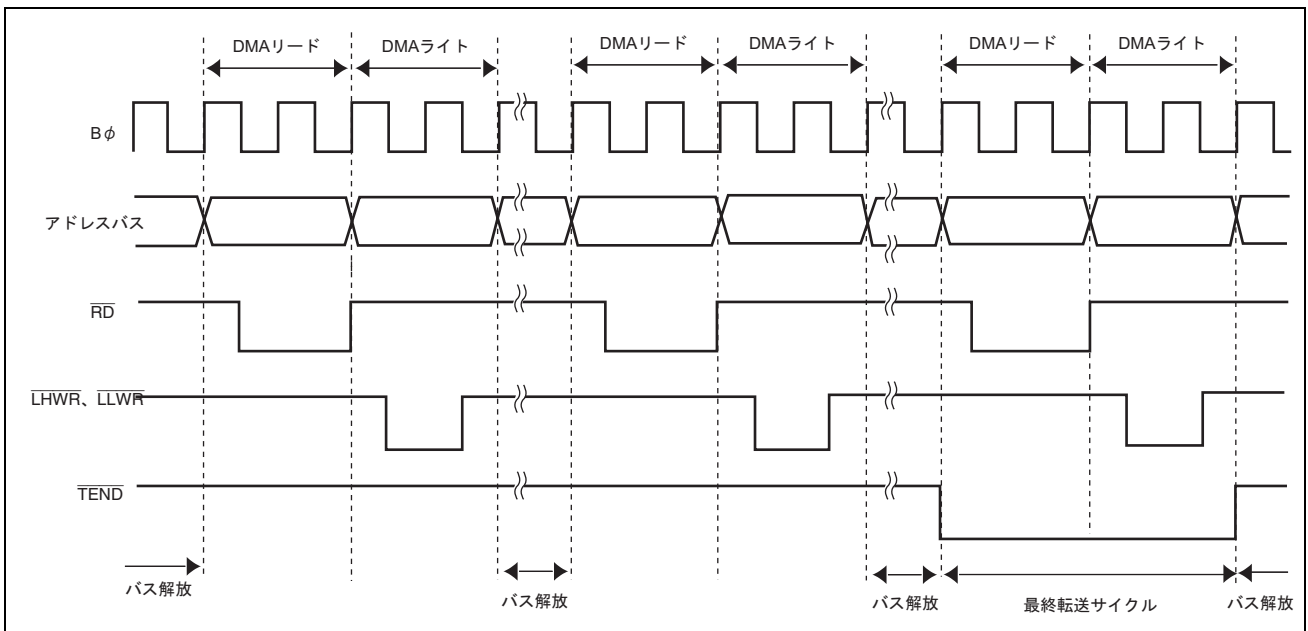 DMAリード DMAライト DMAリード DMAライト DMAリード DMAライト
Bφ
アドレスバス
RD
LHWR、LLWR
TEND
バス解放 バス解放 バス解放 最終転送サイクル バス解放